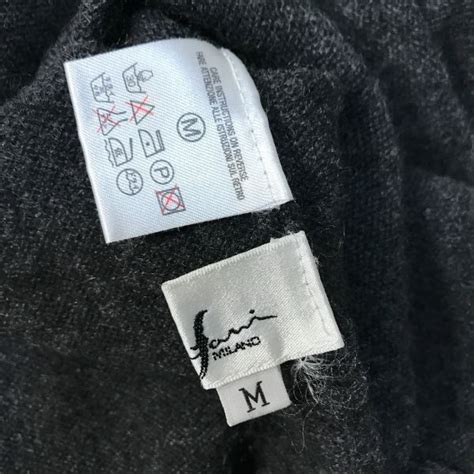 CARE INSTRUCTIONS ON REVERSE
FARE ATTENZIONE ALLE ISTRUZIONI SUL RETRO
M
P
MILANO
M